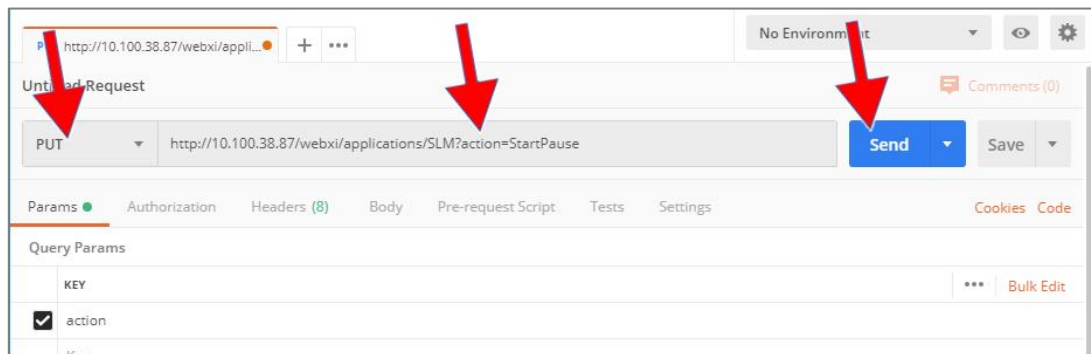 http://10.100.38.87/webxi/appli...
No Environment
Untitled Request
Comments (0)
PUT http://10.100.38.87/webxi/applications/SLM?action=StartPause Send Save
Params Authorization Headers (8) Body Pre-request Script Tests Settings Cookies Code
Query Params
KEY ... Bulk Edit
action